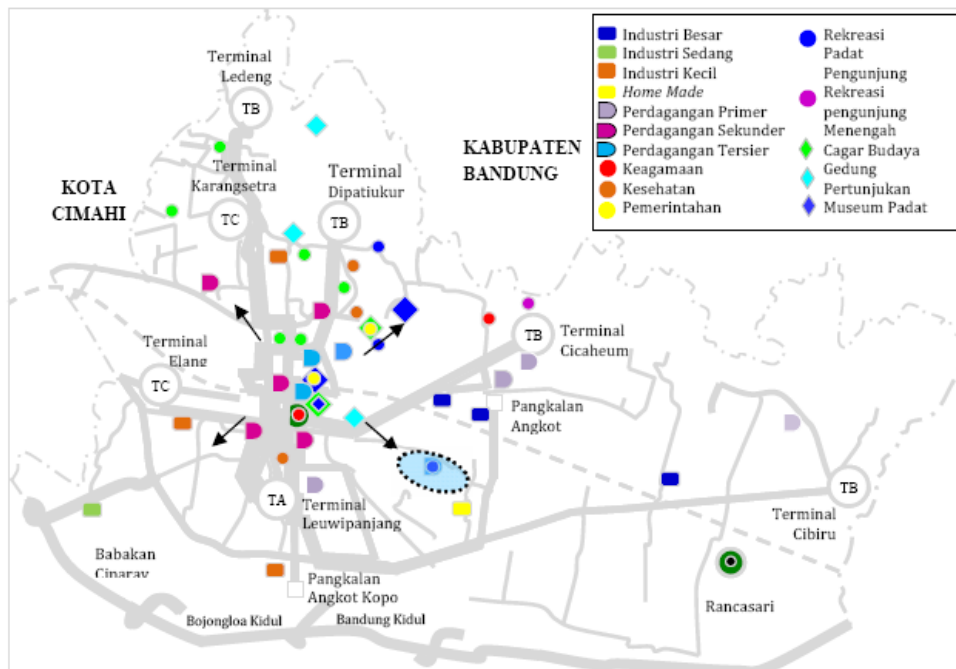 Terminal
Ledeng
TB
Terminal
Karangsetra
TC
Terminal
Dipatiukur
TB
KOTA
CIMAHI
KABUPATEN
BANDUNG
Industri Besar
Industri Sedang
Industri Kecil
Home Made
Perdagangan Primer
Perdagangan Sekunder
Perdagangan Tersier
Keagamaan
Kesehatan
Pemerintahan
Rekreasi
Padat
Pengunjung
Rekreasi
pengunjung
Menengah
Cagar Budaya
Gedung
Pertunjukan
Museum Padat
Terminal
Elang
TC
TB
Terminal
Cicaheum
Pangkalan
Angkot
TA
Terminal
Leuwipanjang
TB
Terminal
Cibiru
Babakan
Ciparay
Pangkalan
Angkot Kopo
Rancasari
Bojongloa Kidul
Bandung Kidul